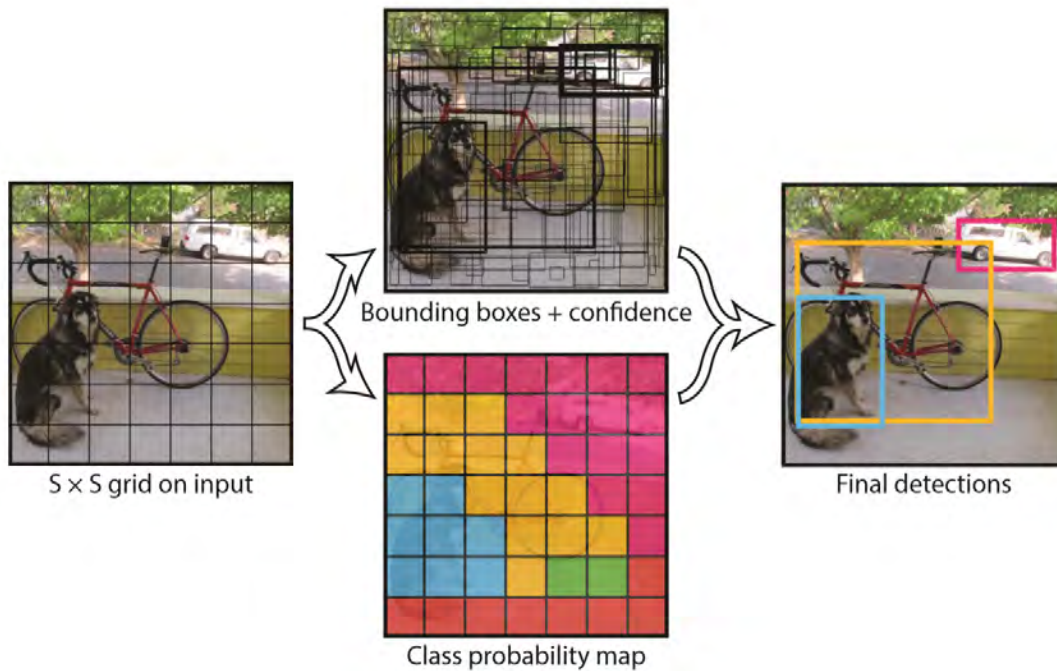 S × S grid on input
Bounding boxes + confidence
Class probability map
Final detections